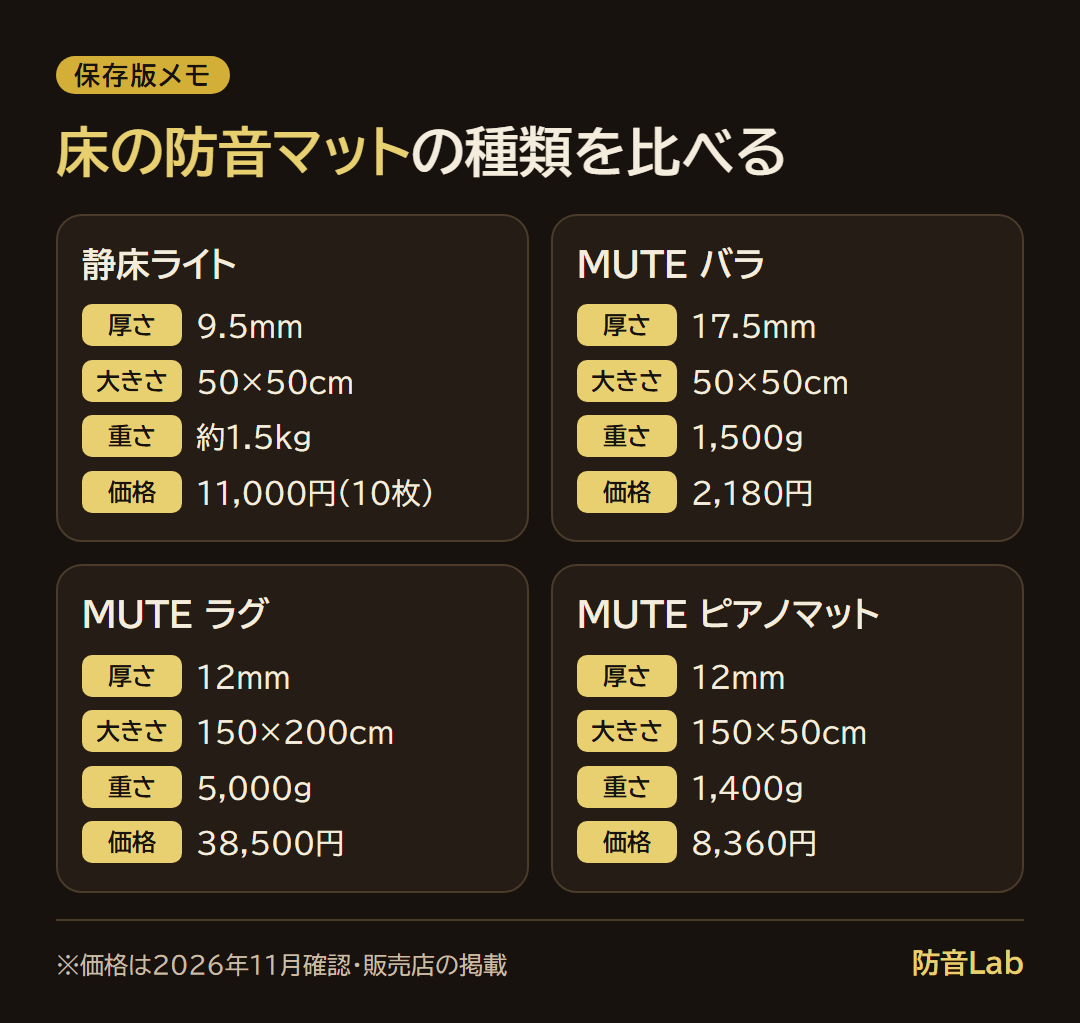 保存版メモ
床の防音マットの種類を比べる
静床ライト
厚さ 9.5mm
大きさ 50×50cm
重さ 約1.5kg
価格 11,000円(10枚)
MUTE バラ
厚さ 17.5mm
大きさ 50×50cm
重さ 1,500g
価格 2,180円
MUTE ラグ
厚さ 12mm
大きさ 150×200cm
重さ 5,000g
価格 38,500円
MUTE ピアノマット
厚さ 12mm
大きさ 150×50cm
重さ 1,400g
価格 8,360円
※価格は2026年11月確認・販売店の掲載
防音Lab